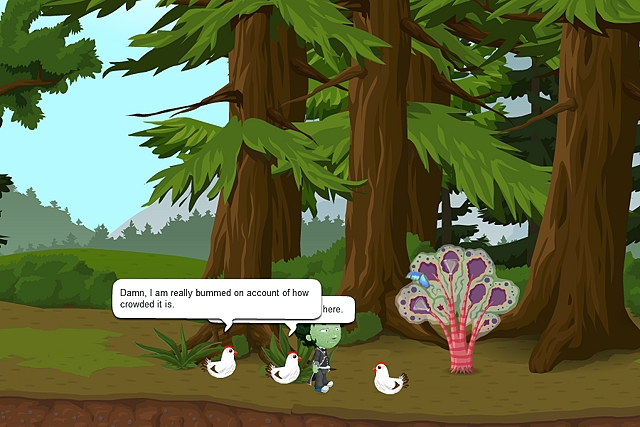 Damn, I am really bummed on account of how
crowded it is.
here.